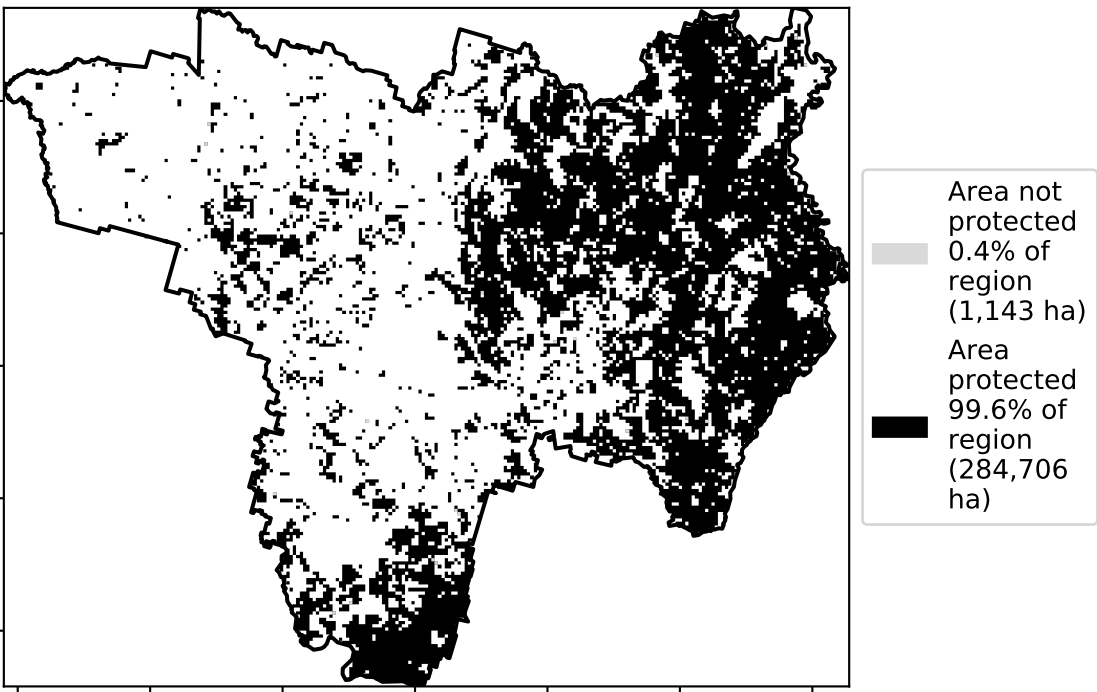 Area not
protected
0.4% of
region
(1,143 ha)
Area
protected
99.6% of
region
(284,706
ha)